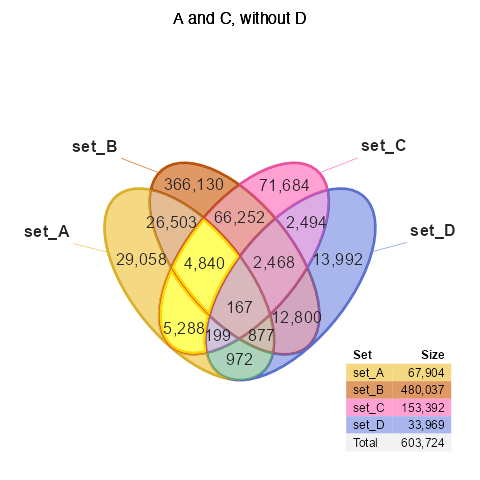 A and C, without D
set_B
set_C
366,130
71,684
26,503
66,252
2,494
set_A
set_D
29,058
4,840
2,468
13,992
167
12,800
5,288
199
877
972
Set Size
set_A 67,904
set_B 480,037
set_C 153,392
set_D 33,969
Total 603,724